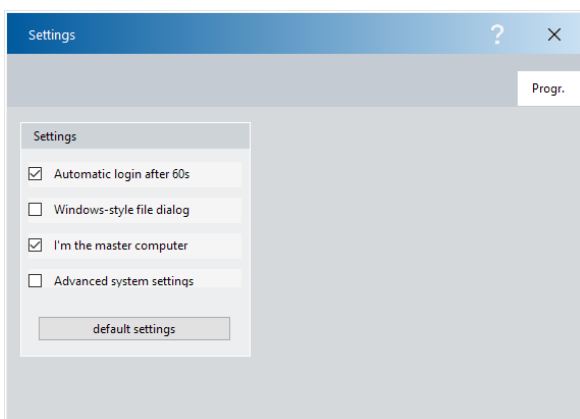 Settings
?
Progr.
Settings
Automatic login after 60s
Windows-style file dialog
I'm the master computer
Advanced system settings
default settings